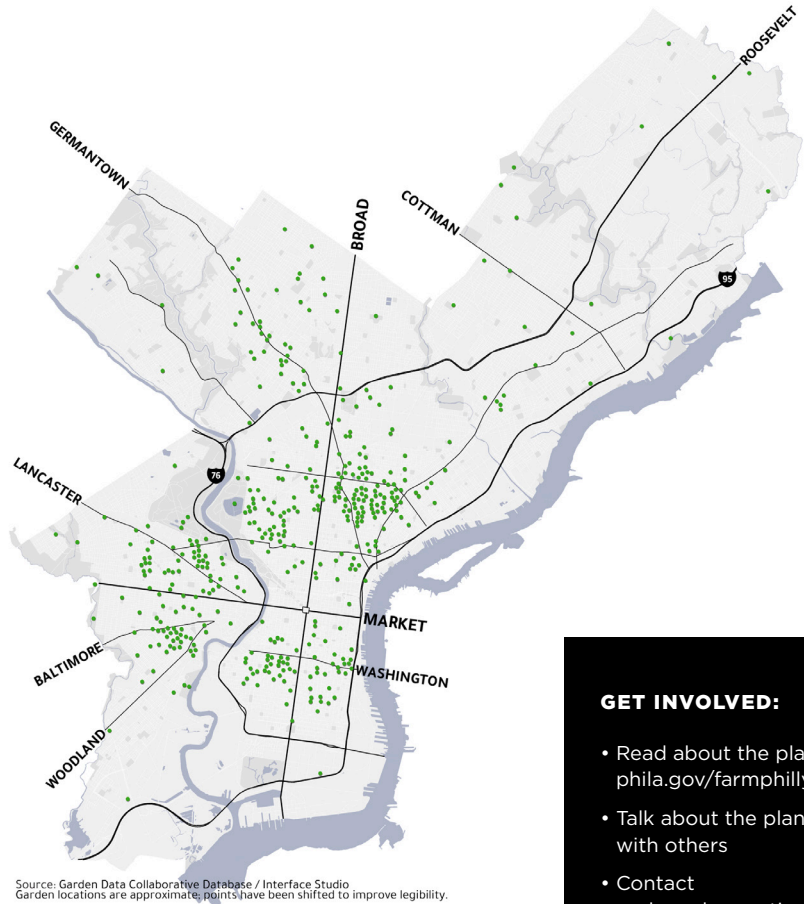 ROOSEVELT
GERMANTOWN
COTTMAN
BROAD
95
LANCASTER
76
MARKET
BALTIMORE
WASHINGTON
WOODLAND
GET INVOLVED:
• Read about the pla
phila.gov/farmphilly
• Talk about the plan
with others
• Contact
Source: Garden Data Collaborative Database / Interface Studio
Garden locations are approximate; points have been shifted to improve legibility.